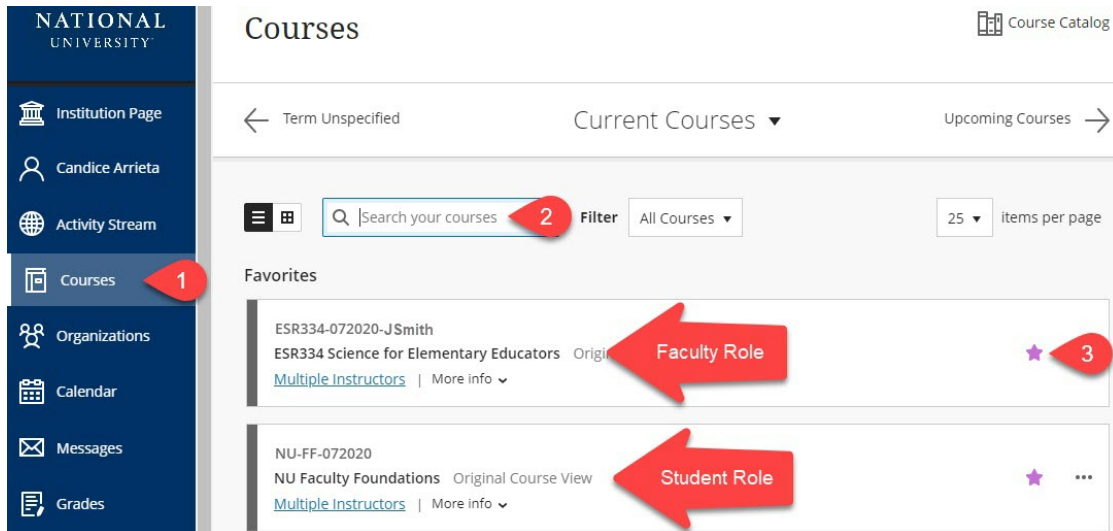 NATIONAL
UNIVERSITY
Institution Page
Candice Arrieta
Activity Stream
Courses
1
Organizations
Calendar
Messages
Grades
Courses
Course Catalog
Term Unspecified
Current Courses
Upcoming Courses
Search your courses
2
Filter
All Courses
25
items per page
Favorites
ESR334-072020-JSmith
ESR334 Science for Elementary Educators
Faculty Role
3
Multiple Instructors | More info
NU-FF-072020
NU Faculty Foundations Original Course View
Student Role
Multiple Instructors | More info